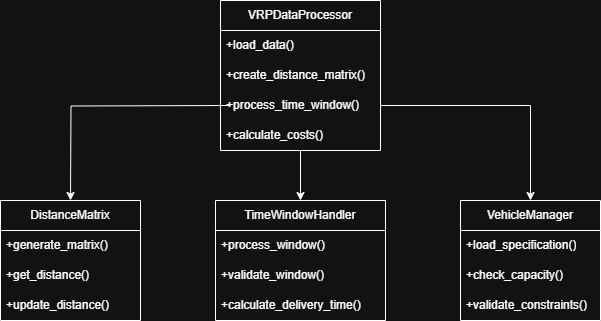 VRPDataProcessor
+load_data()
+create_distance_matrix()
+process_time_window()
+calculate_costs()
DistanceMatrix
+generate_matrix()
+get_distance()
+update_distance()
TimeWindowHandler
+process_window()
+validate_window()
+calculate_delivery_time()
VehicleManager
+load_specification()
+check_capacity()
+validate_constraints()